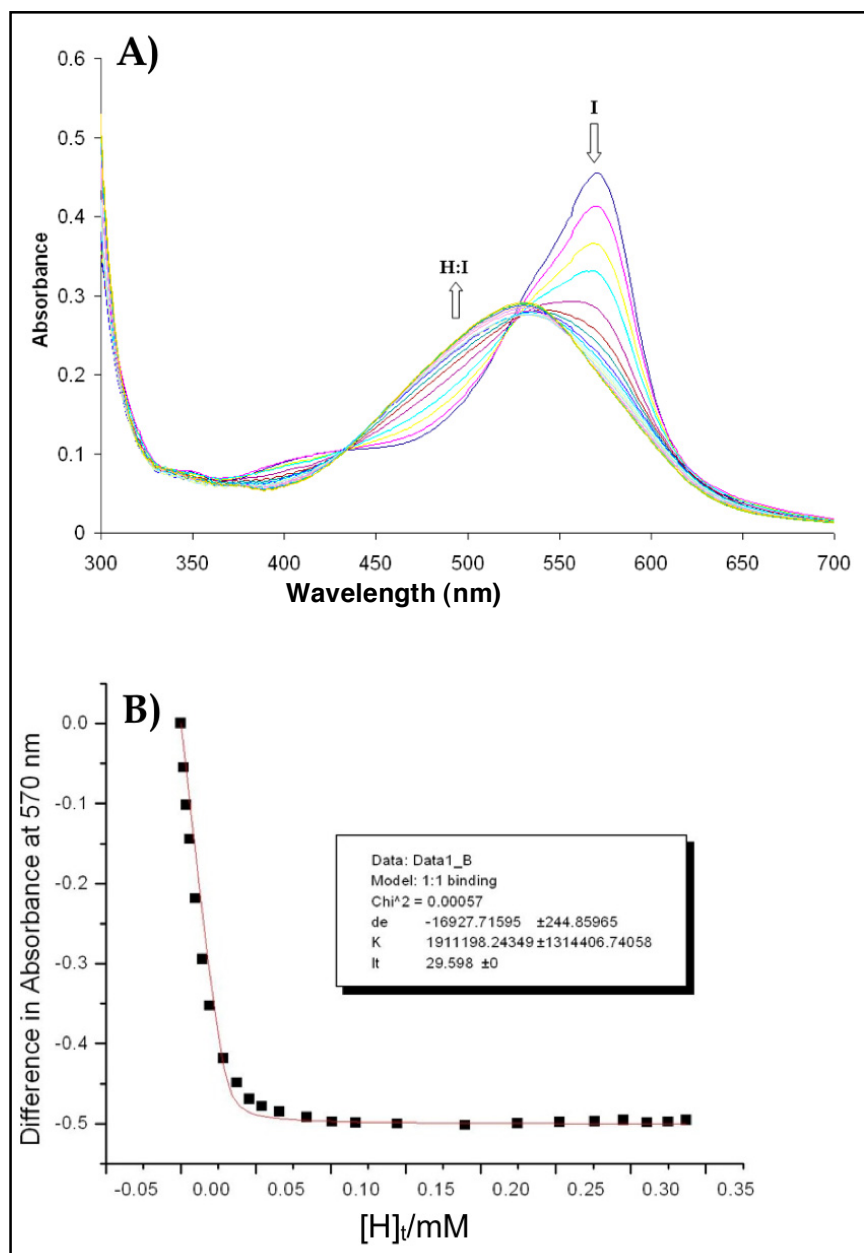 A)
0.6
0.5
0.4
0.3
0.2
0.1
0
Absorbance
I
H:I
300 350 400 450 500 550 600 650 700
Wavelength (nm)
B)
0.0
-0.1
-0.2
-0.3
-0.4
-0.5
Difference in Absorbance at 570 nm
Data: Data1_B
Model: 1:1 binding
Chi^2 = 0.00057
de -16927.71595 ±244.85965
K 1911198.24349 ±1314406.74058
It 29.598 ±0
-0.05 0.00 0.05 0.10 0.15 0.20 0.25 0.30 0.35
[H]t/mM